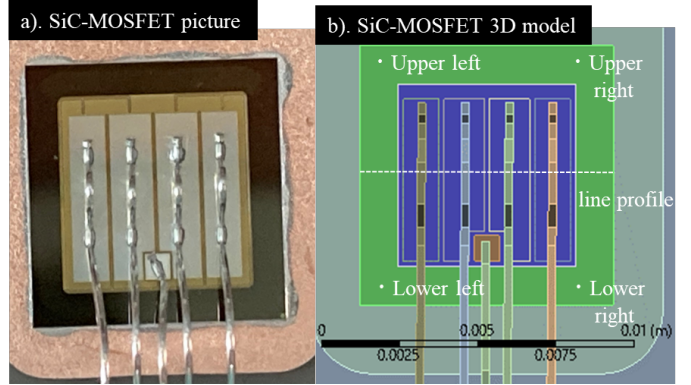 a). SiC-MOSFET picture
b). SiC-MOSFET 3D model
· Upper left
· Upper
right
line profile
· Lower left
· Lower
right
0
0.005
0.01 (m)
0.0025
0.0075